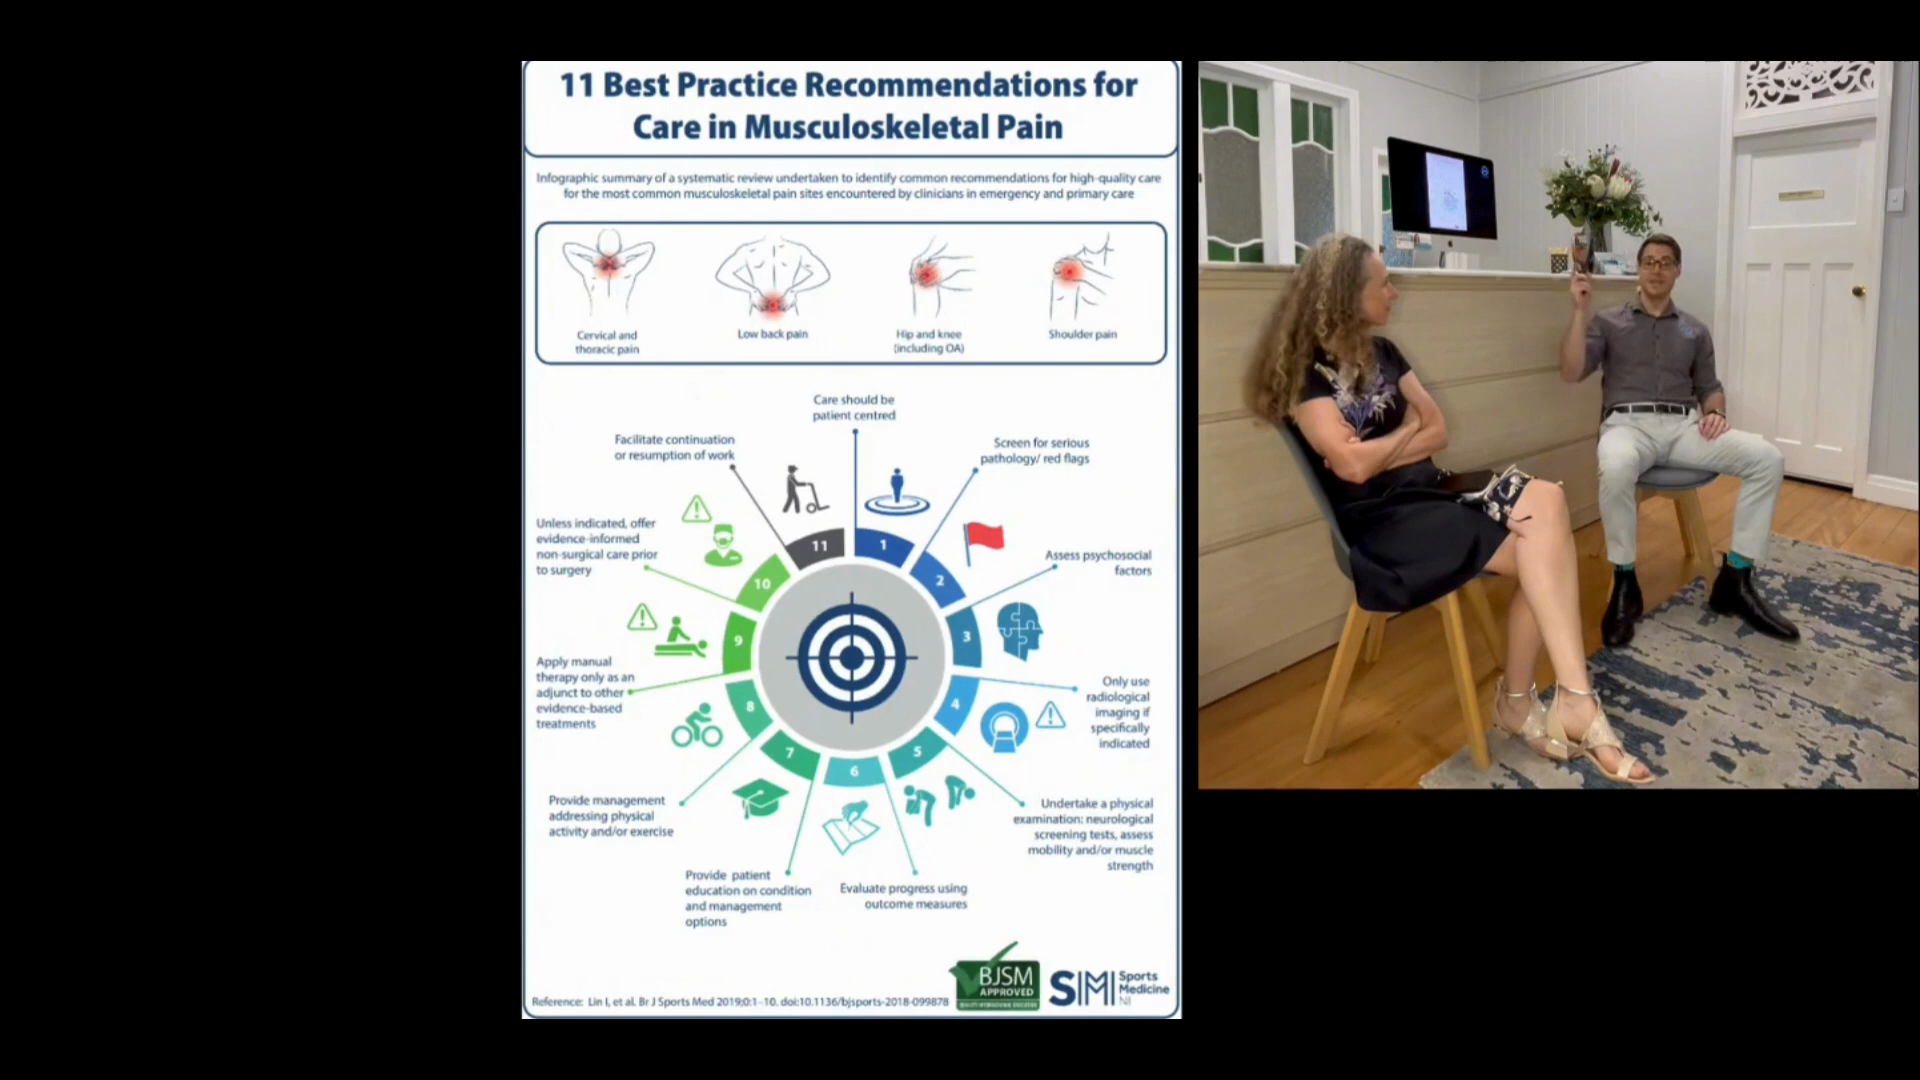 11 Best Practice Recommendations for
Care in Musculoskeletal Pain
Infographic summary of a systematic review undertaken to identify common recommendations for high-quality care
for the most common musculoskeletal pain sites encountered by clinicians in emergency and primary care
Cervical and
thoracic pain
Low back pain
Hip and knee
(including OA)
Shoulder pain
Care should be
patient centred
Screen for serious
pathology/ red flags
Assess psychosocial
factors
Only use
radiological
imaging if
specifically
indicated
Undertake a physical
examination: neurological
screening tests, assess
mobility and/or muscle
strength
Evaluate progress using
outcome measures
Provide patient
education on condition
and management
options
Provide management
addressing physical
activity and/or exercise
Apply manual
therapy only as an
adjunct to other
evidence-based
treatments
Unless indicated, offer
evidence-informed
non-surgical care prior
to surgery
Facilitate continuation
or resumption of work
1
2
3
4
5
6
7
8
9
10
11
BJSM
APPROVED
SMNI
Sports
Medicine
NI
Reference: Lin I, et al. Br J Sports Med 2019;0:1–10. doi:10.1136/bjsports-2018-099878